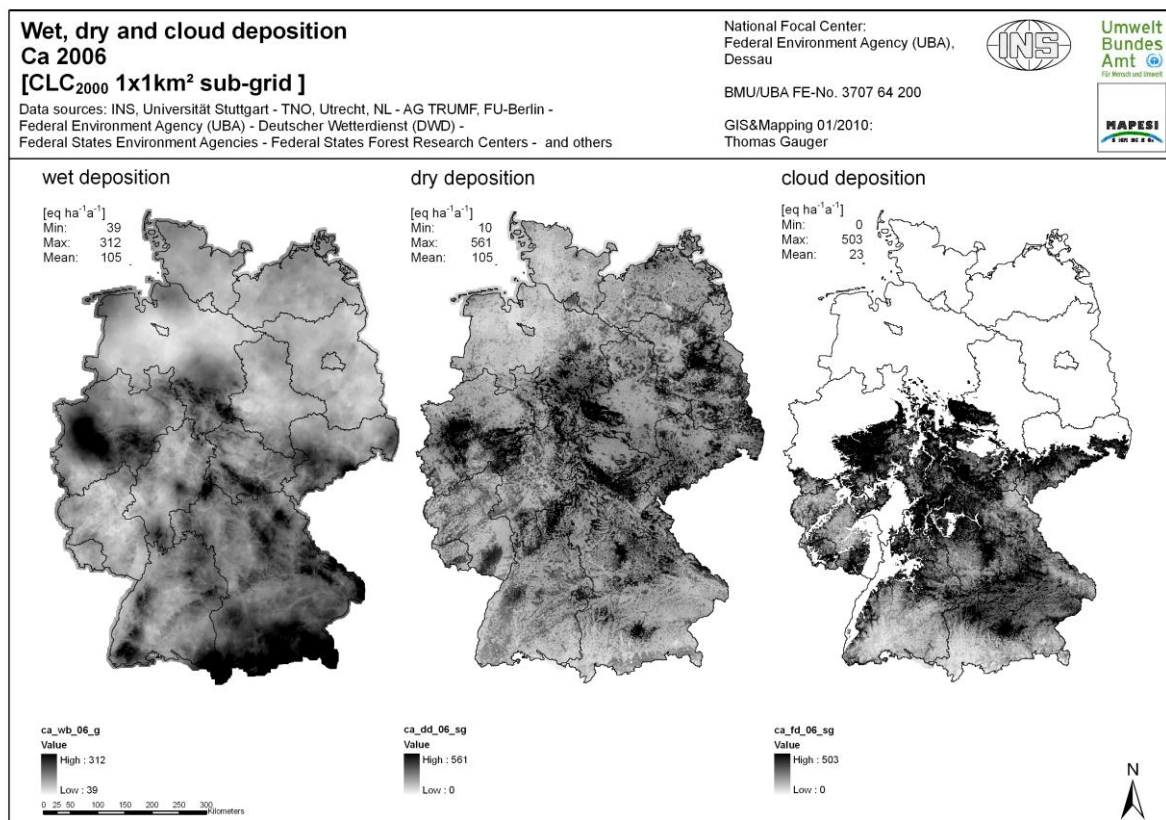 Wet, dry and cloud deposition
Ca 2006
[CLC2000 1x1km² sub-grid ]
Data sources: INS, Universität Stuttgart - TNO, Utrecht, NL - AG TRUMF, FU-Berlin -
Federal Environment Agency (UBA) - Deutscher Wetterdienst (DWD) -
Federal States Environment Agencies - Federal States Forest Research Centers - and others
National Focal Center:
Federal Environment Agency (UBA),
Dessau
BMU/UBA FE-No. 3707 64 200
GIS&Mapping 01/2010:
Thomas Gauger
INS
Umwelt
Bundes
Amt
Für Mensch und Umwelt
MAPESI
wet deposition
[eq ha⁻¹a⁻¹]
Min: 39
Max: 312
Mean: 105
dry deposition
[eq ha⁻¹a⁻¹]
Min: 10
Max: 561
Mean: 105
cloud deposition
[eq ha⁻¹a⁻¹]
Min: 0
Max: 503
Mean: 23
ca_wb_06_g
Value
High : 312
Low : 39
0 25 50 100 150 200 250 300
Kilometers
ca_dd_06_sg
Value
High : 561
Low : 0
ca_fd_06_sg
Value
High : 503
Low : 0
N